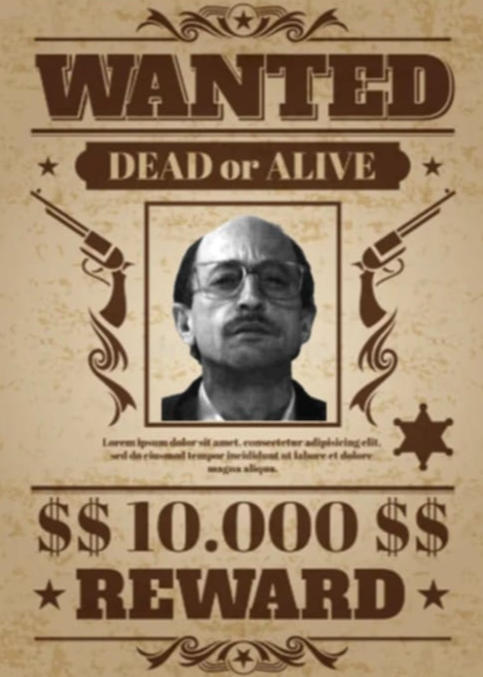 WANTED
DEAD or ALIVE
Lorem ipsum dolor sit amet, consectetur adipisicing elit,
sed do eiusmod tempor incididunt ut labore et dolore
magna aliqua.
$$ 10.000 $$
REWARD